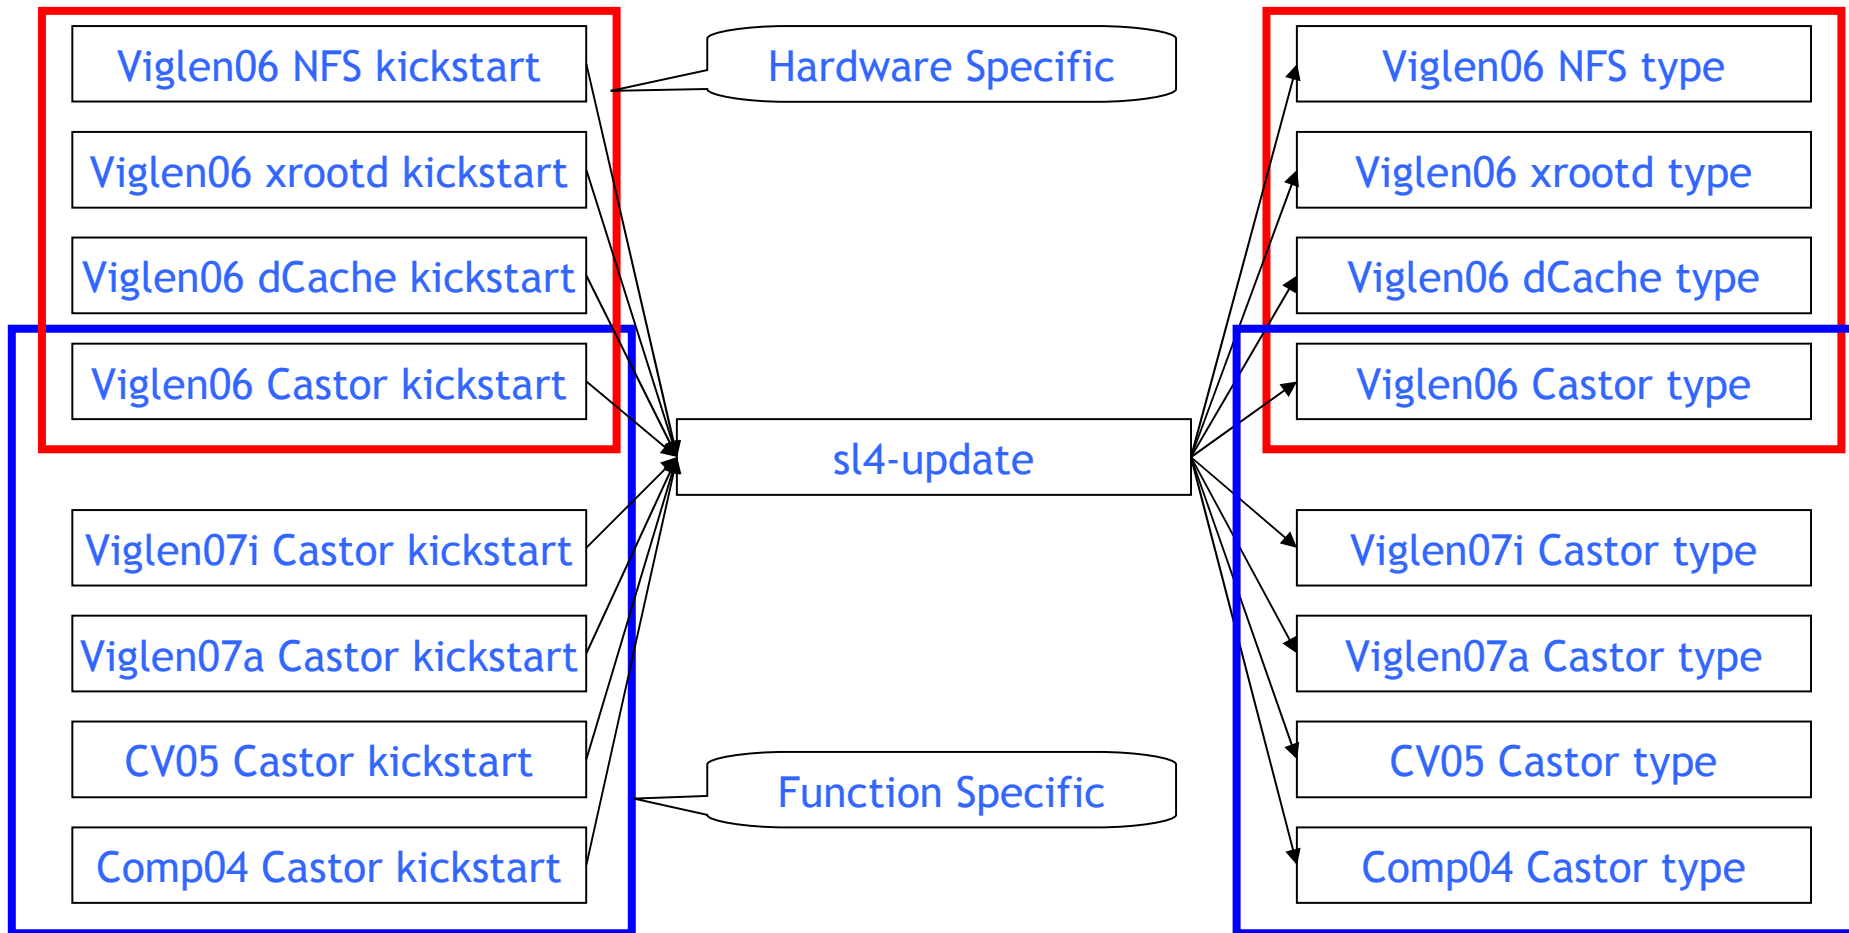 Viglen06 NFS kickstart
Viglen06 xrootd kickstart
Viglen06 dCache kickstart
Viglen06 Castor kickstart
Viglen07i Castor kickstart
Viglen07a Castor kickstart
CV05 Castor kickstart
Comp04 Castor kickstart
Hardware Specific
sl4-update
Function Specific
Viglen06 NFS type
Viglen06 xrootd type
Viglen06 dCache type
Viglen06 Castor type
Viglen07i Castor type
Viglen07a Castor type
CV05 Castor type
Comp04 Castor type